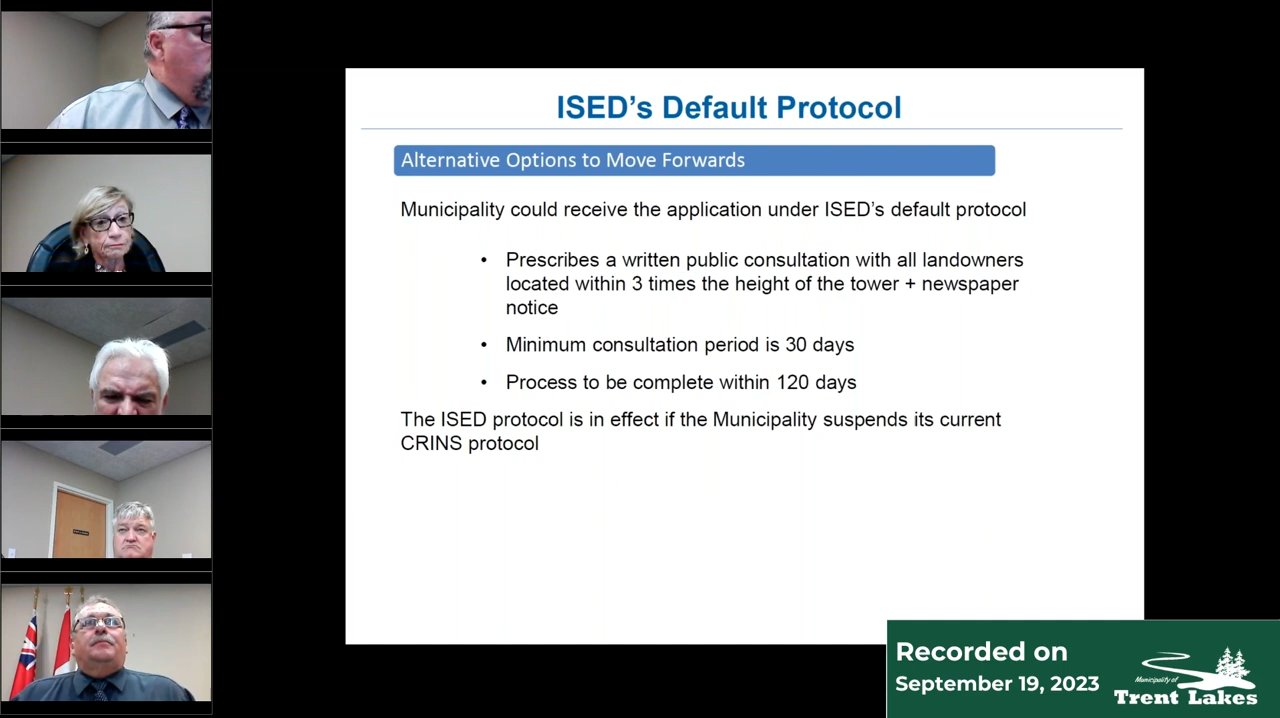 ISED's Default Protocol
Alternative Options to Move Forwards
Municipality could receive the application under ISED's default protocol
• Prescribes a written public consultation with all landowners
located within 3 times the height of the tower + newspaper
notice
• Minimum consultation period is 30 days
• Process to be complete within 120 days
The ISED protocol is in effect if the Municipality suspends its current
CRINS protocol
Recorded on
September 19, 2023
Municipality of
Trent Lakes